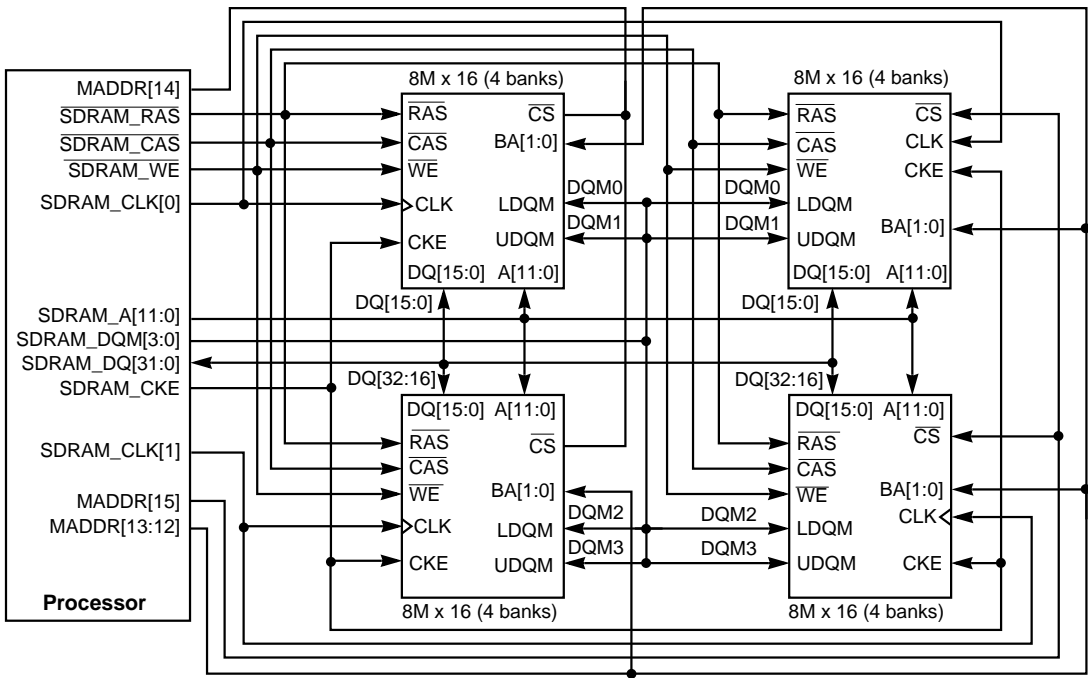 MADDR[14]
SDRAM_RAS
SDRAM_CAS
SDRAM_WE
SDRAM_CLK[0]
SDRAM_A[11:0]
SDRAM_DQM[3:0]
SDRAM_DQ[31:0]
SDRAM_CKE
SDRAM_CLK[1]
MADDR[15]
MADDR[13:12]
Processor
8M x 16 (4 banks)
RAS
CAS
WE
CLK
CKE
CS
BA[1:0]
LDQM
UDQM
DQ[15:0] A[11:0]
DQM0
DQM1
DQ[15:0]
8M x 16 (4 banks)
RAS
CAS
WE
LDQM
UDQM
CS
CLK
CKE
BA[1:0]
DQ[15:0] A[11:0]
DQM0
DQM1
DQ[15:0]
DQ[32:16]
DQ[15:0] A[11:0]
RAS
CAS
WE
CLK
CKE
CS
BA[1:0]
LDQM
UDQM
DQM2
DQM3
8M x 16 (4 banks)
DQ[32:16]
DQ[15:0] A[11:0]
RAS
CAS
WE
LDQM
UDQM
CS
BA[1:0]
CLK
CKE
DQM2
DQM3
8M x 16 (4 banks)